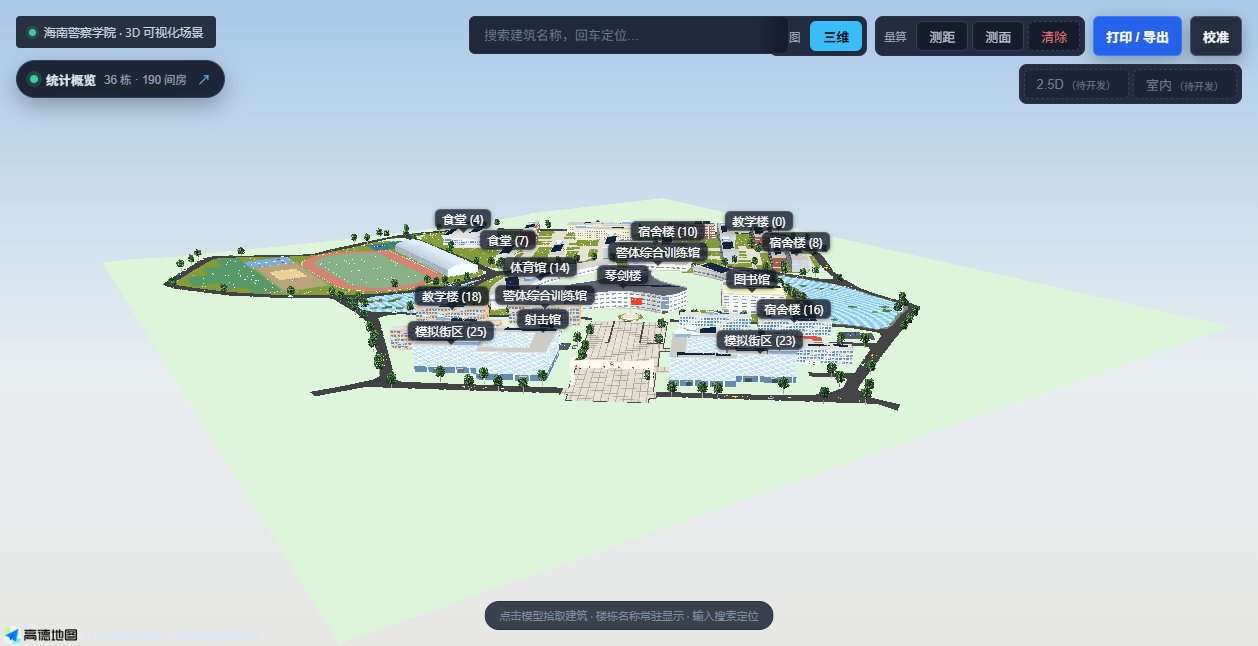 海南警察学院 · 3D 可视化场景
搜索建筑名称，回车定位...
图
三维
量算
测距
测面
清除
打印 / 导出
校准
统计概览 36 栋 · 190 间房 ↗
2.5D （待开发）
室内 （待开发）
食堂 (4)
教学楼 (0)
宿舍楼 (10)
食堂 (7)
宿舍楼 (8)
警体综合训练馆
体育馆 (14)
琴剑楼
图书馆
教学楼 (18)
警体综合训练馆
宿舍楼 (16)
射击馆
模拟街区 (25)
模拟街区 (23)
点击模型拾取建筑 · 楼栋名称常驻显示 · 输入搜索定位
高德地图